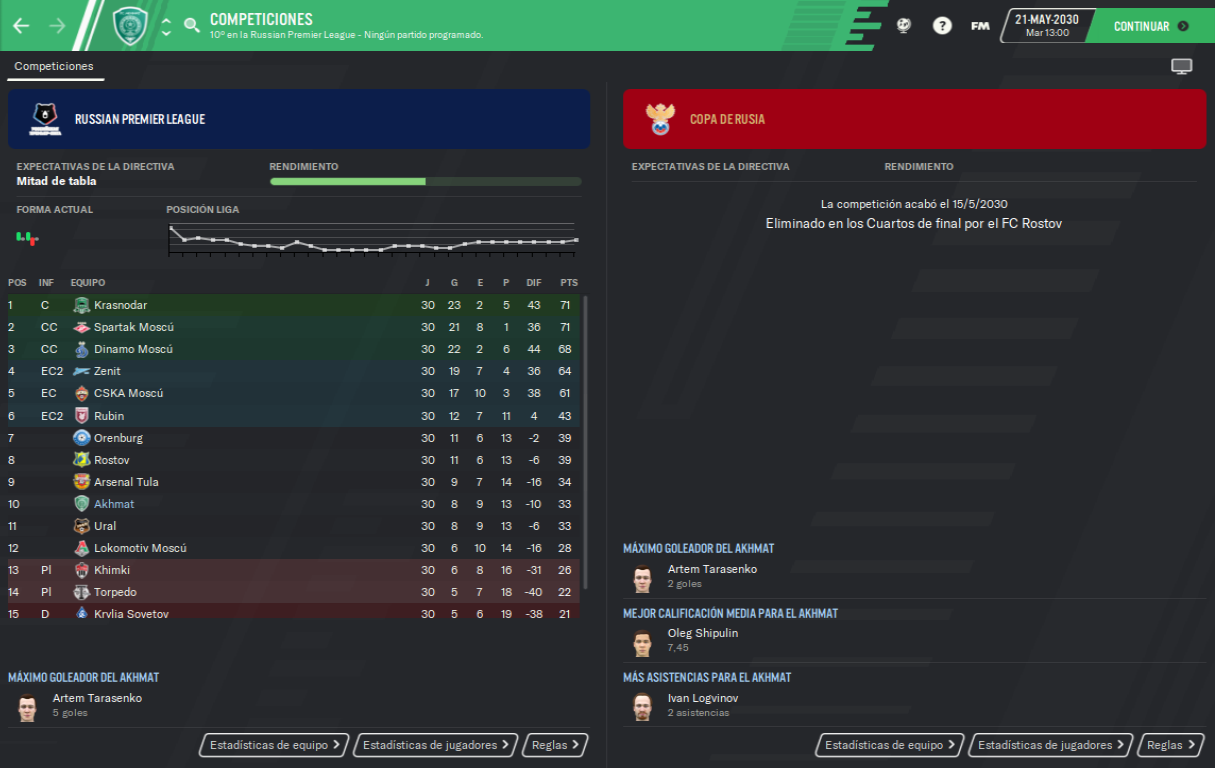 COMPETICIONES
10º en la Russian Premier League - Ningún partido programado.
?
FM
21-MAY-2030
Mar 13:00
CONTINUAR
Competiciones
RUSSIAN PREMIER LEAGUE
EXPECTATIVAS DE LA DIRECTIVA RENDIMIENTO
Mitad de tabla
FORMA ACTUAL POSICIÓN LIGA
POS INF EQUIPO J G E P DIF PTS
1 C Krasnodar 30 23 2 5 43 71
2 CC Spartak Moscú 30 21 8 1 36 71
3 CC Dinamo Moscú 30 22 2 6 44 68
4 EC2 Zenit 30 19 7 4 36 64
5 EC CSKA Moscú 30 17 10 3 38 61
6 EC2 Rubin 30 12 7 11 4 43
7 Orenburg 30 11 6 13 -2 39
8 Rostov 30 11 6 13 -6 39
9 Arsenal Tula 30 9 7 14 -16 34
10 Akhmat 30 8 9 13 -10 33
11 Ural 30 8 9 13 -6 33
12 Lokomotiv Moscú 30 6 10 14 -16 28
13 Pl Khimki 30 6 8 16 -31 26
14 Pl Torpedo 30 5 7 18 -40 22
15 D Krylia Sovetov 30 5 6 19 -38 21
MÁXIMO GOLEADOR DEL AKHMAT
Artem Tarasenko
5 goles
Estadísticas de equipo Estadísticas de jugadores Reglas
COPA DE RUSIA
EXPECTATIVAS DE LA DIRECTIVA RENDIMIENTO
La competición acabó el 15/5/2030
Eliminado en los Cuartos de final por el FC Rostov
MÁXIMO GOLEADOR DEL AKHMAT
Artem Tarasenko
2 goles
MEJOR CALIFICACIÓN MEDIA PARA EL AKHMAT
Oleg Shipulin
7,45
MÁS ASISTENCIAS PARA EL AKHMAT
Ivan Logvinov
2 asistencias
Estadísticas de equipo Estadísticas de jugadores Reglas